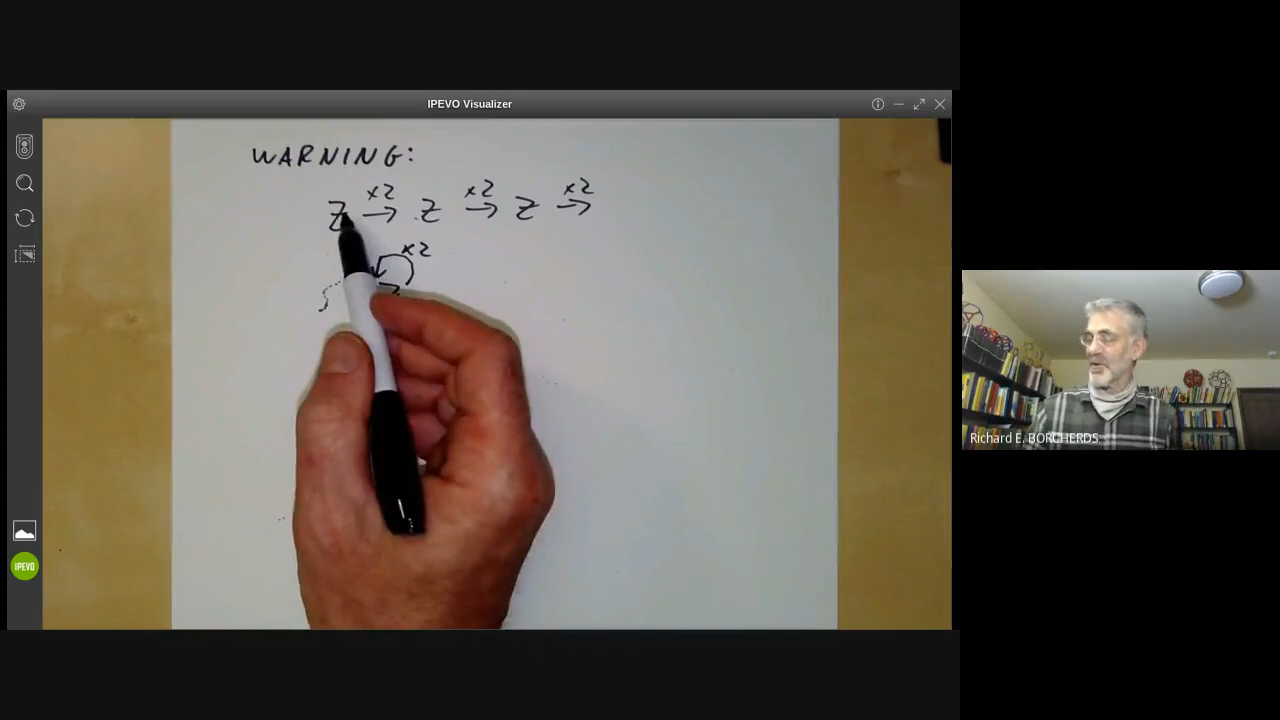 IPEVO Visualizer
WARNING:
Z ×2→ Z ×2→ Z ×2→
×2
IPEVO
Richard E. BORCHERDS